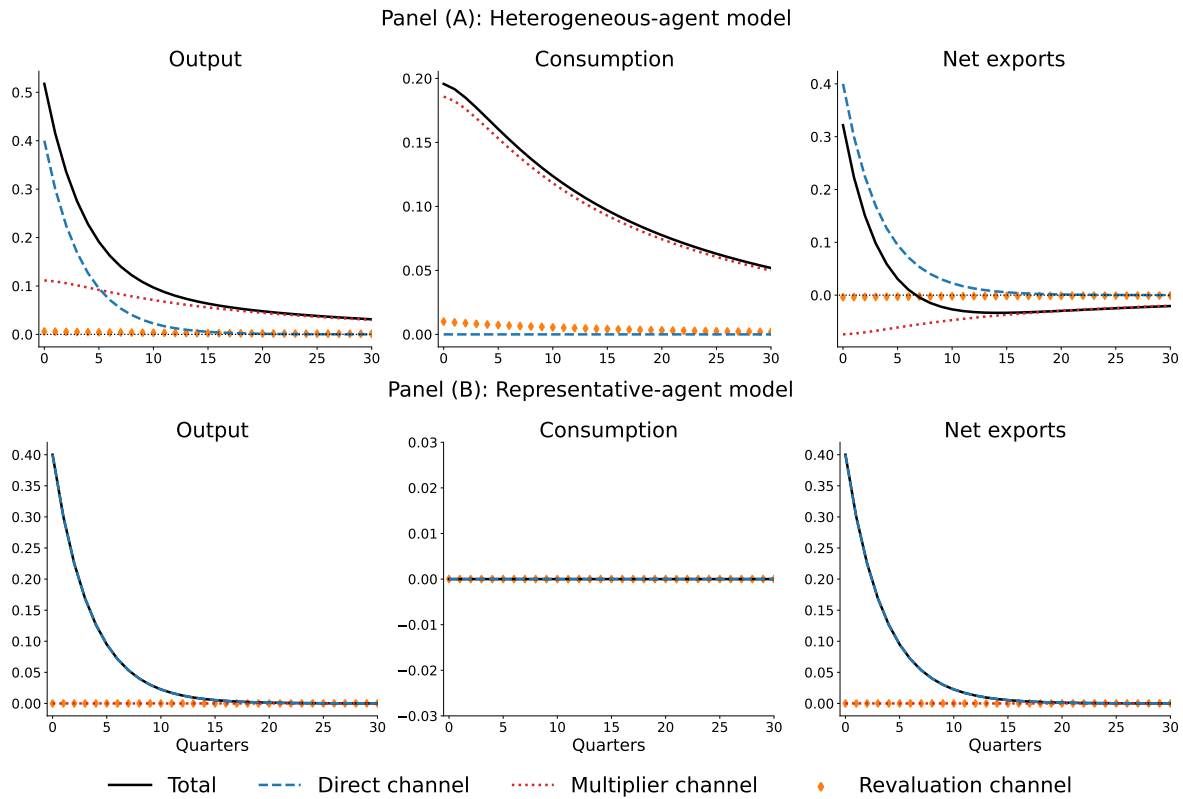 Panel (A): Heterogeneous-agent model
Output
Consumption
Net exports
0.5
0.4
0.3
0.2
0.1
0.0
0 5 10 15 20 25 30
0.20
0.15
0.10
0.05
0.00
0 5 10 15 20 25 30
0.4
0.3
0.2
0.1
0.0
0 5 10 15 20 25 30
Panel (B): Representative-agent model
Output
Consumption
Net exports
0.40
0.35
0.30
0.25
0.20
0.15
0.10
0.05
0.00
0 5 10 15 20 25 30
Quarters
0.03
0.02
0.01
0.00
−0.01
−0.02
−0.03
0 5 10 15 20 25 30
Quarters
0.40
0.35
0.30
0.25
0.20
0.15
0.10
0.05
0.00
0 5 10 15 20 25 30
Quarters
Total Direct channel Multiplier channel Revaluation channel